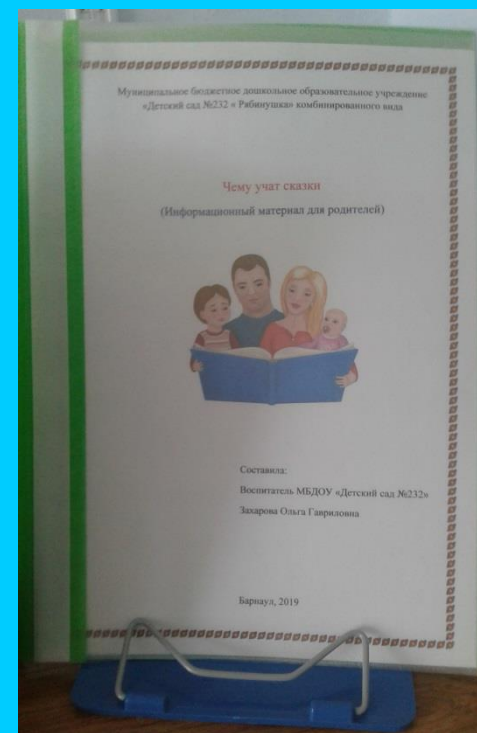 Муниципальное бюджетное дошкольное образовательное учреждение
«Детский сад №232 « Рябинушка» комбинированного вида
Чему учат сказки
(Информационный материал для родителей)
Составила:
Воспитатель МБДОУ «Детский сад №232»
Захарова Ольга Гавриловна
Барнаул, 2019